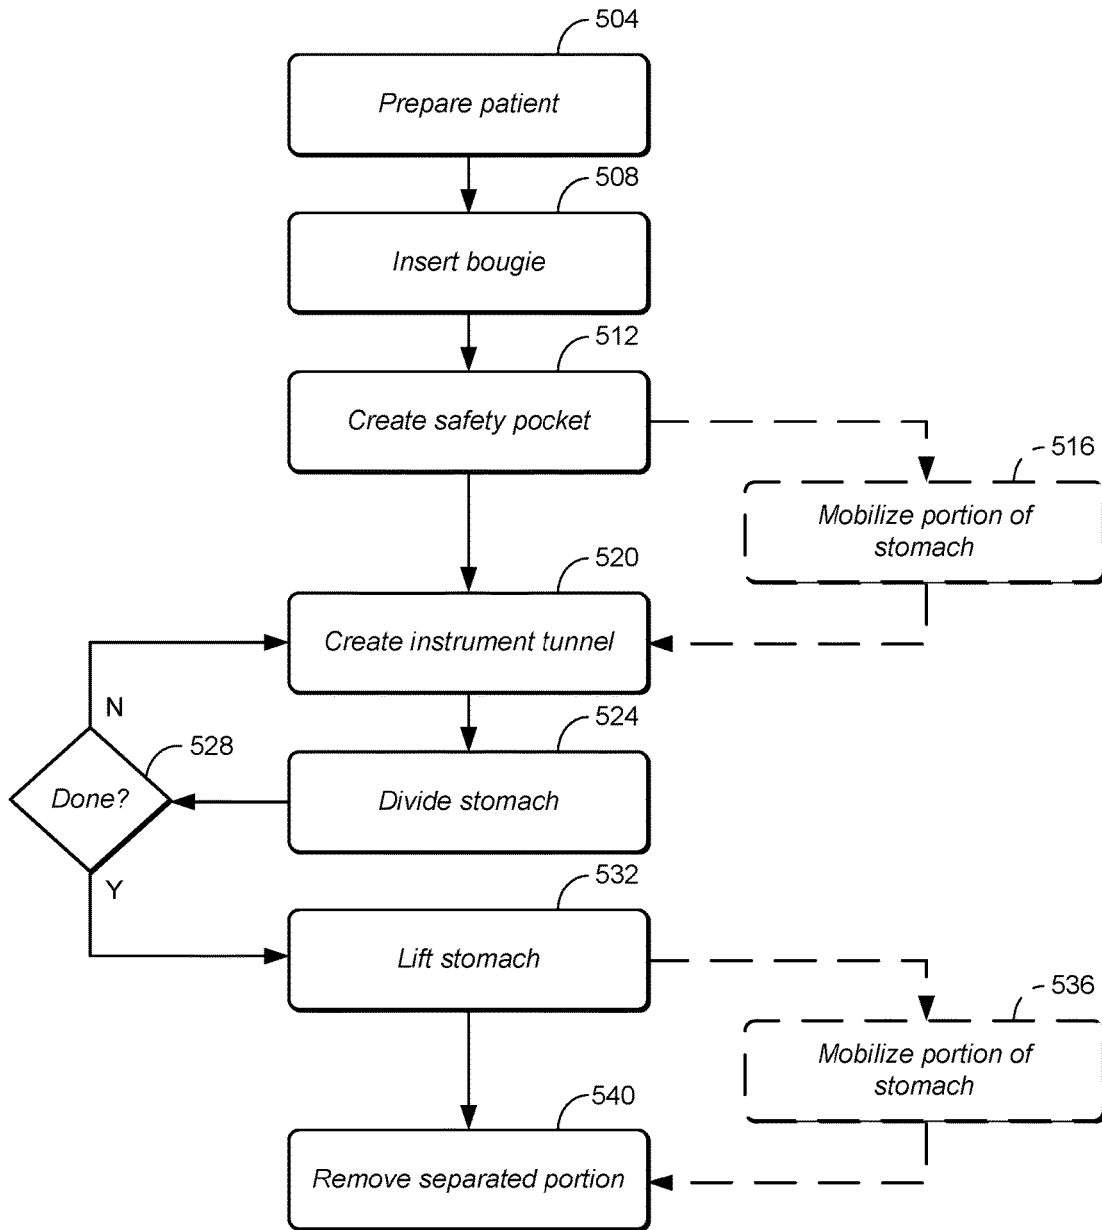 504
Prepare patient
508
Insert bougie
512
Create safety pocket
516
Mobilize portion of
stomach
520
Create instrument tunnel
N
524
528
Done?
Divide stomach
Y
532
Lift stomach
536
Mobilize portion of
stomach
540
Remove separated portion